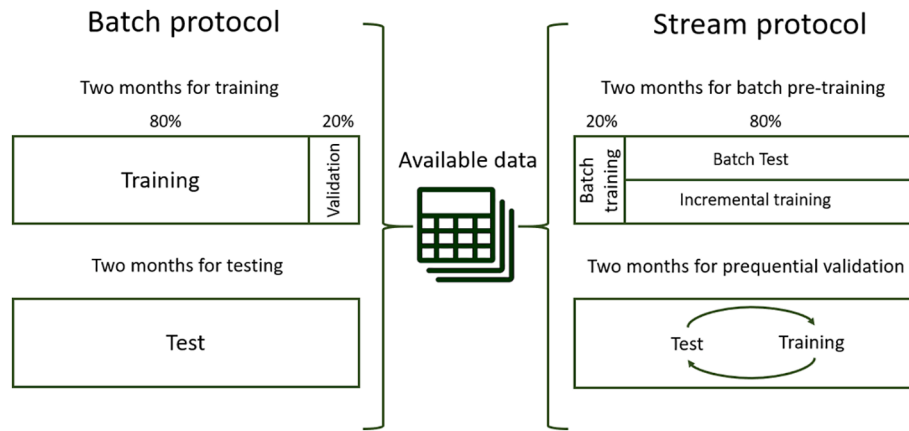 Batch protocol
Two months for training
80%
20%
Training
Validation
Two months for testing
Test
Available data
Stream protocol
Two months for batch pre-training
20%
80%
Batch
training
Batch Test
Incremental training
Two months for prequential validation
Test
Training